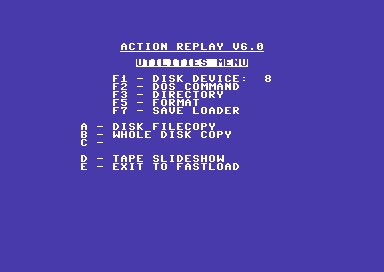 ACTION REPLAY V6.0
UTILITIES MENU
F1 - DISK DEVICE: 8
F2 - DOS COMMAND
F3 - DIRECTORY
F5 - FORMAT
F7 - SAVE LOADER
A - DISK FILECOPY
B - WHOLE DISK COPY
C -
D - TAPE SLIDESHOW
E - EXIT TO FASTLOAD